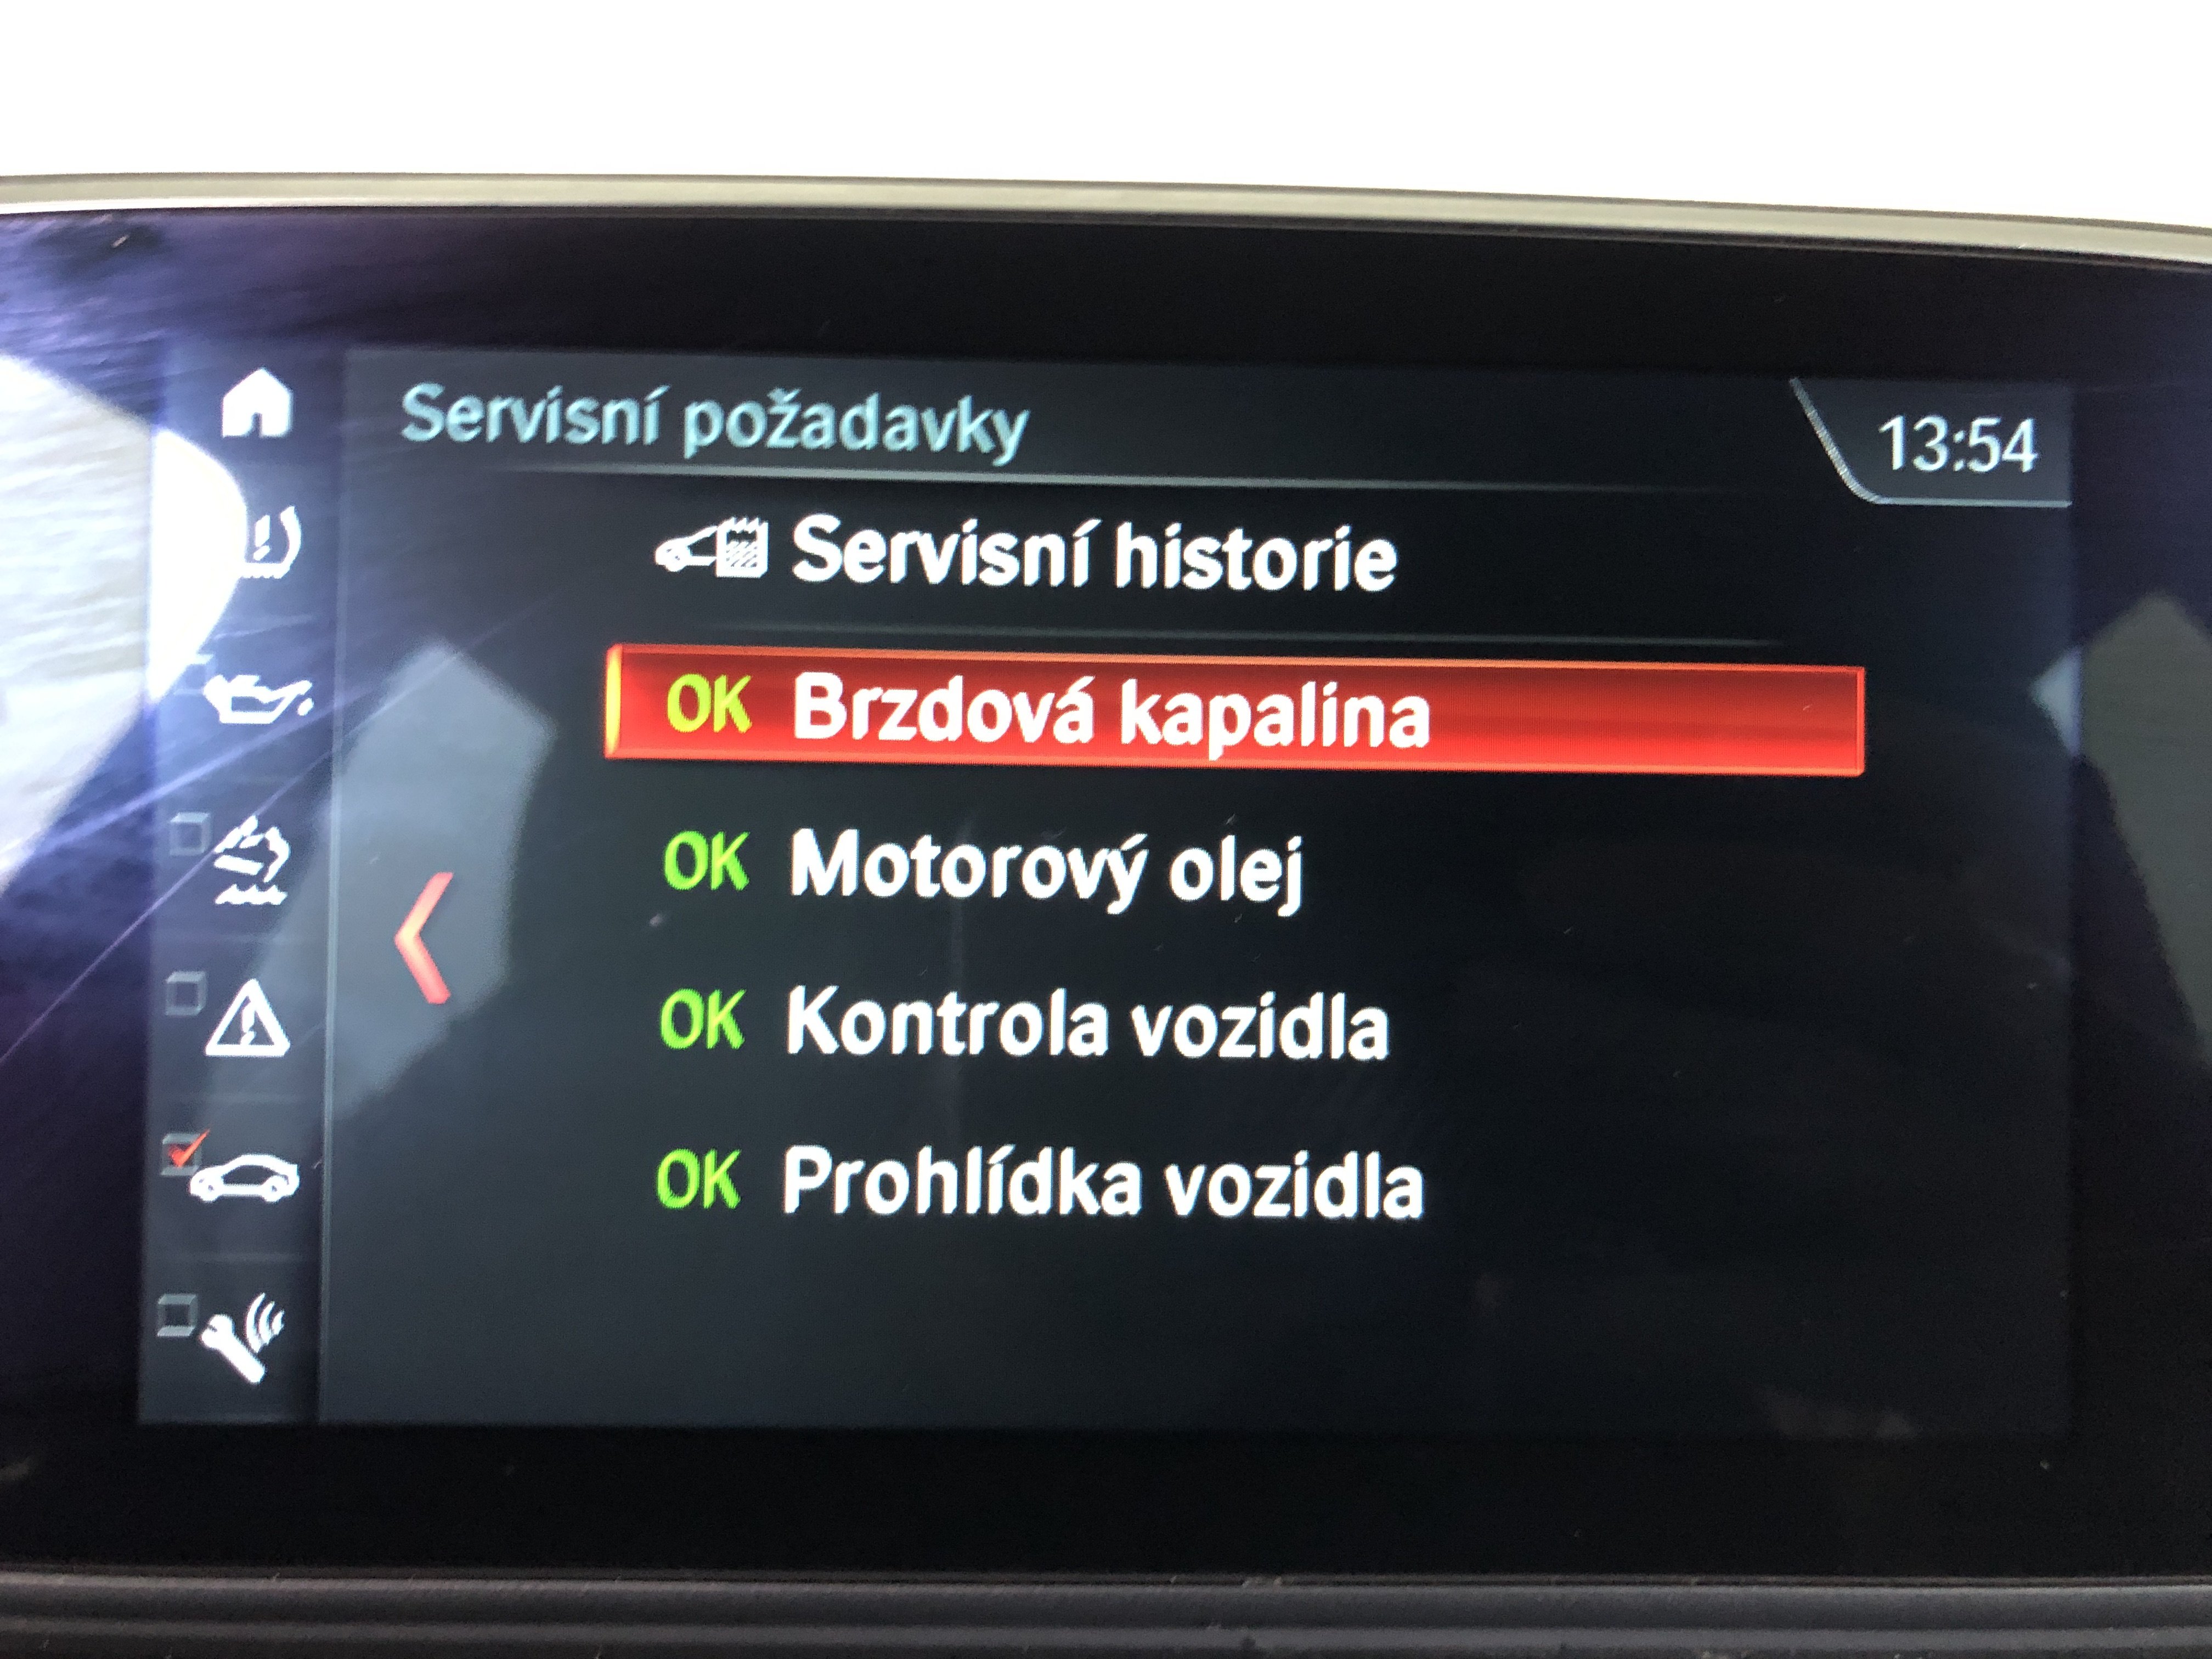 Servisní požadavky
13:54
Servisní historie
OK Brzdová kapalina
OK Motorový olej
OK Kontrola vozidla
OK Prohlídka vozidla